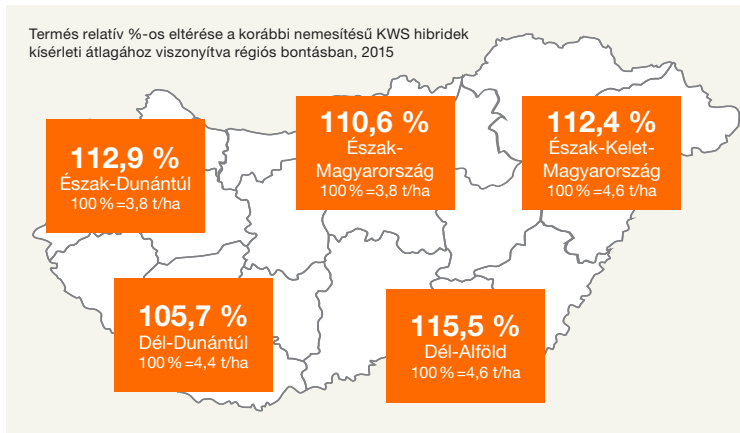 Termés relatív %-os eltérése a korábbi nemesítésű KWS hibridek
kísérleti átlagához viszonyítva régiós bontásban, 2015
110,6 %
Észak-
Magyarország
100 % =3,8 t/ha
112,4 %
Észak-Kelet-
Magyarország
100 % =4,6 t/ha
112,9 %
Észak-Dunántúl
100 % =3,8 t/ha
105,7 %
Dél-Dunántúl
100 % =4,4 t/ha
115,5 %
Dél-Alföld
100 % =4,6 t/ha